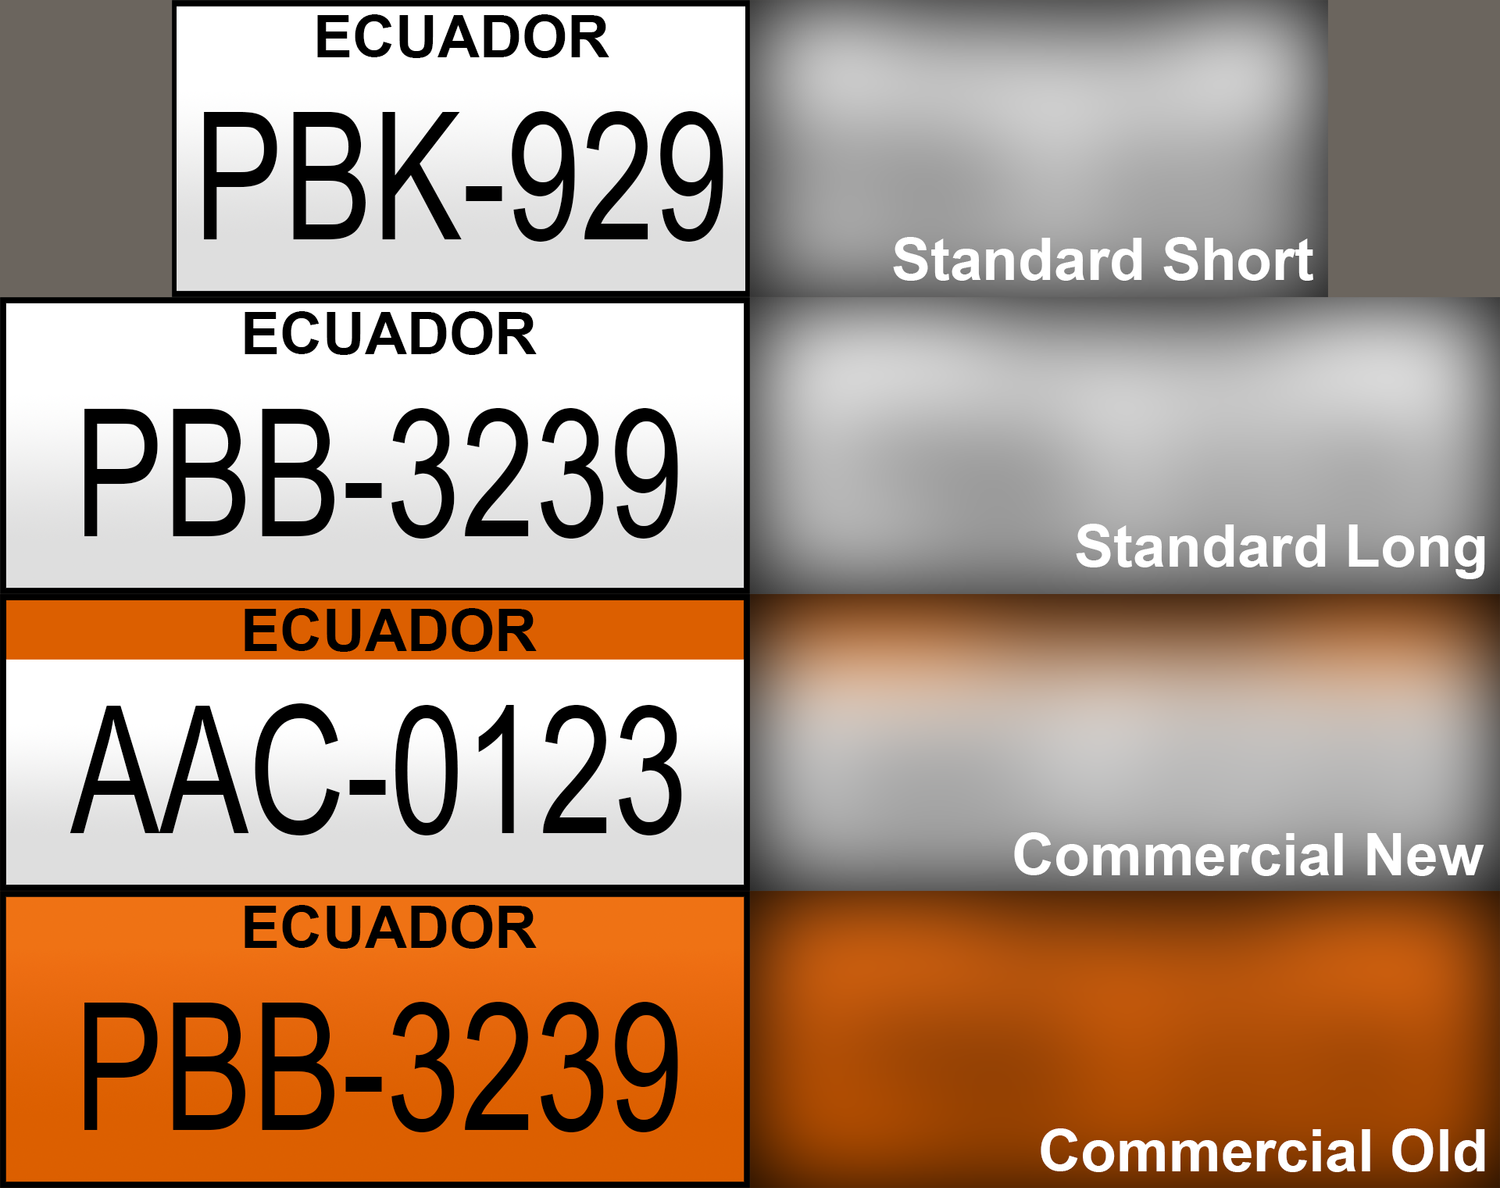 ECUADOR
PBK-929
Standard Short
ECUADOR
PBB-3239
Standard Long
ECUADOR
AAC-0123
Commercial New
ECUADOR
PBB-3239
Commercial Old